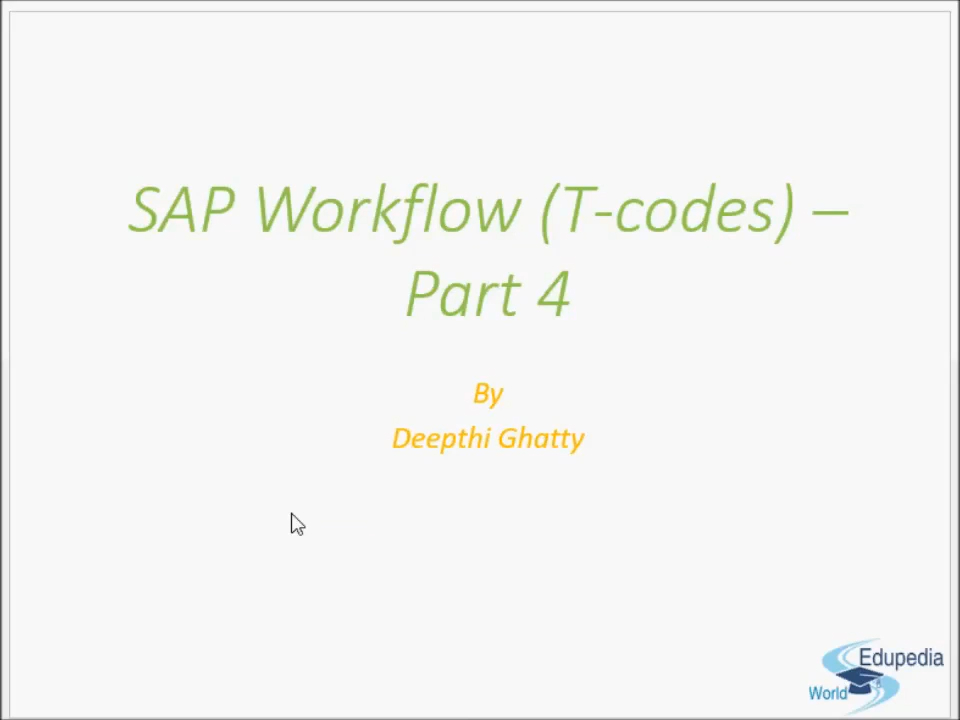 SAP Workflow (T-codes) –
Part 4
By
Deepthi Ghatty
Edupedia
World